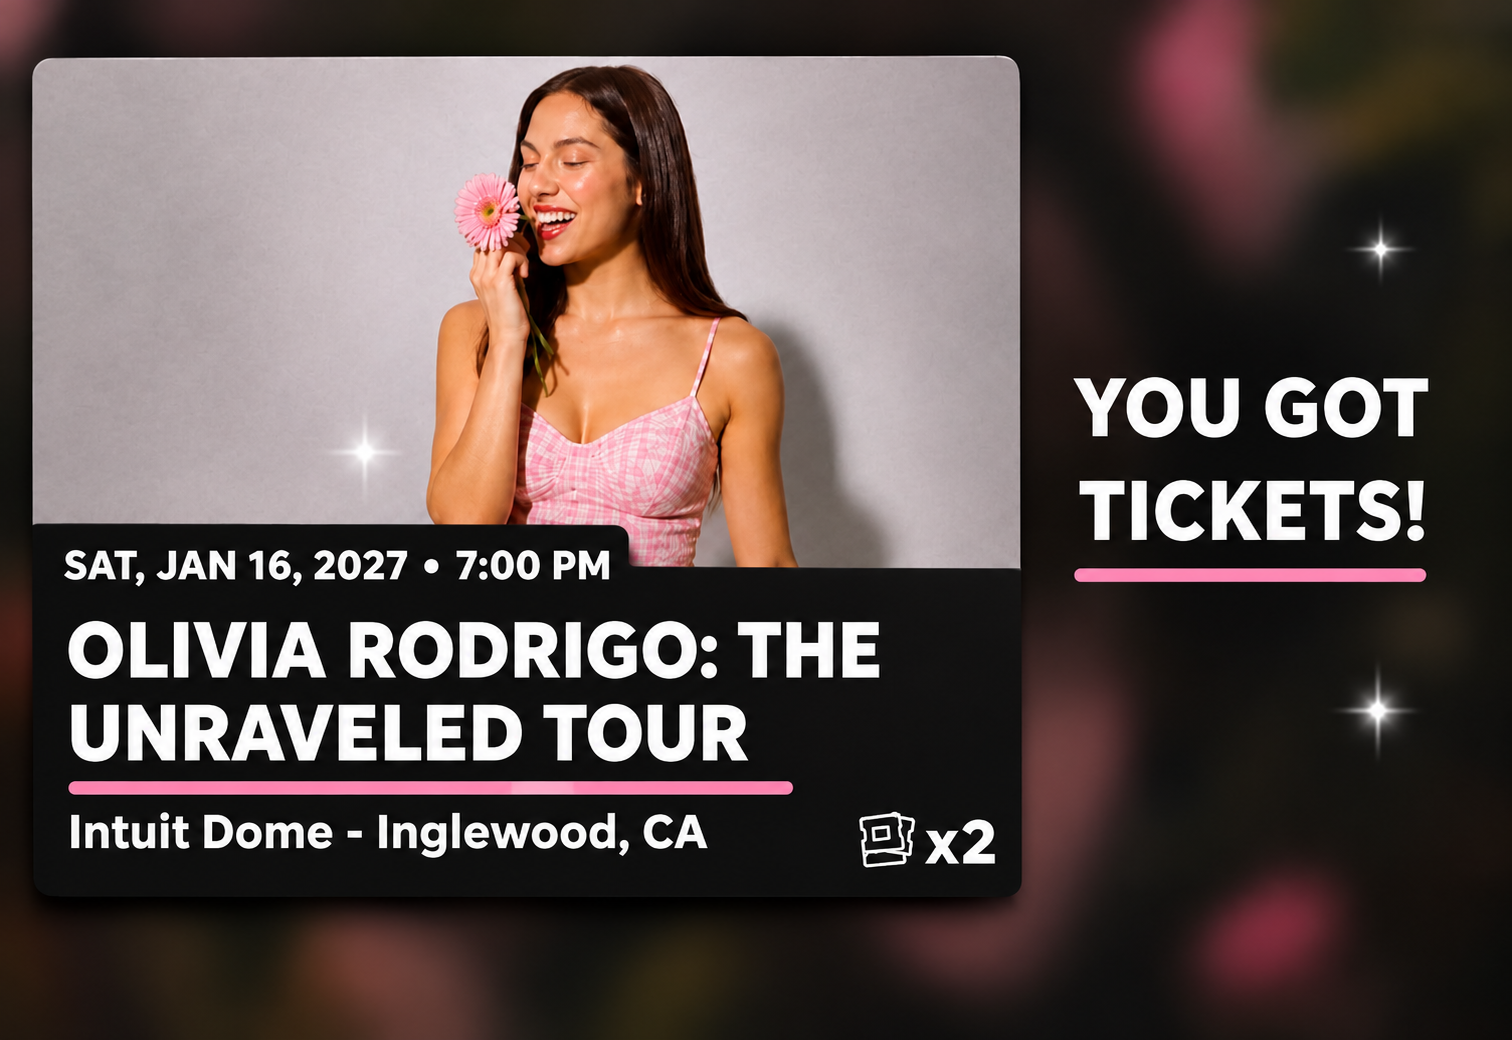 SAT, JAN 16, 2027 • 7:00 PM
OLIVIA RODRIGO: THE
UNRAVELED TOUR
Intuit Dome - Inglewood, CA
x2
YOU GOT
TICKETS!